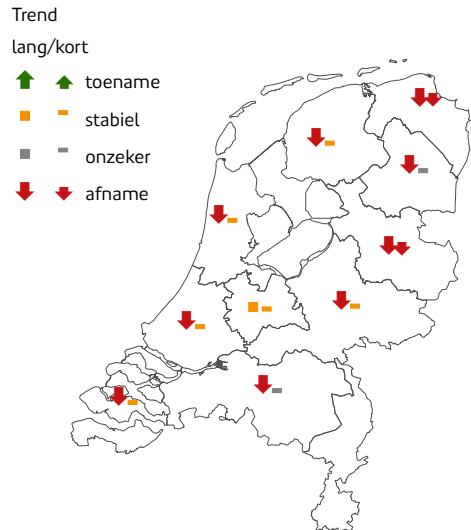 Trend
lang/kort
toename
stabiel
onzeker
afname